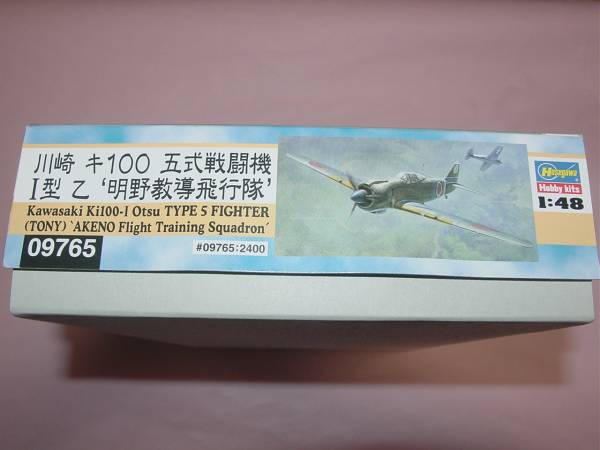 川崎 キ100 五式戦闘機
I型 乙 '明野教導飛行隊'
Kawasaki Ki100-I Otsu TYPE 5 FIGHTER
(TONY) `AKENO Flight Training Squadron´
09765
#09765:2400
Hasegawa
Hobby kits
1:48